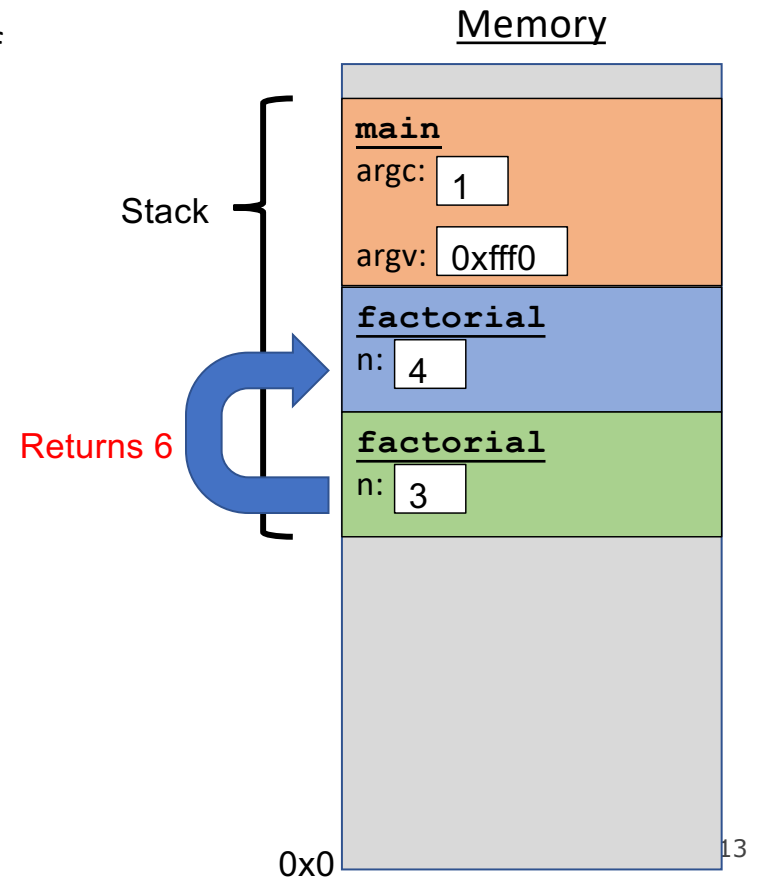 Memory
main
argc: 1
Stack
argv: 0xfff0
factorial
n: 4
Returns 6
factorial
n: 3
0x0
13